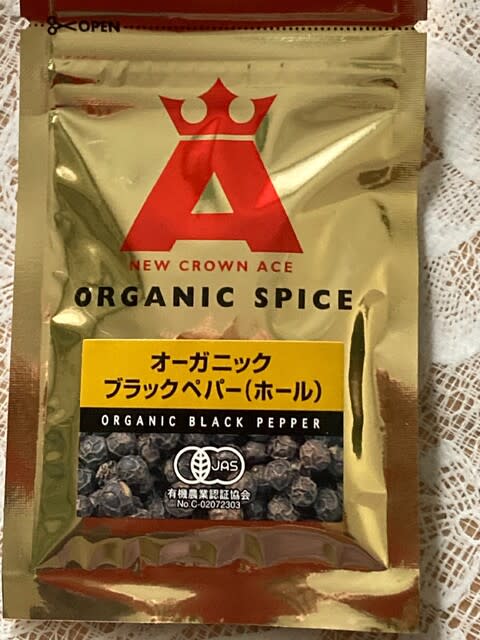 OPEN
A
NEW CROWN ACE
ORGANIC SPICE
オーガニック
ブラックペパー(ホール)
ORGANIC BLACK PEPPER
JAS
有機農業認証協会
No C-02072303